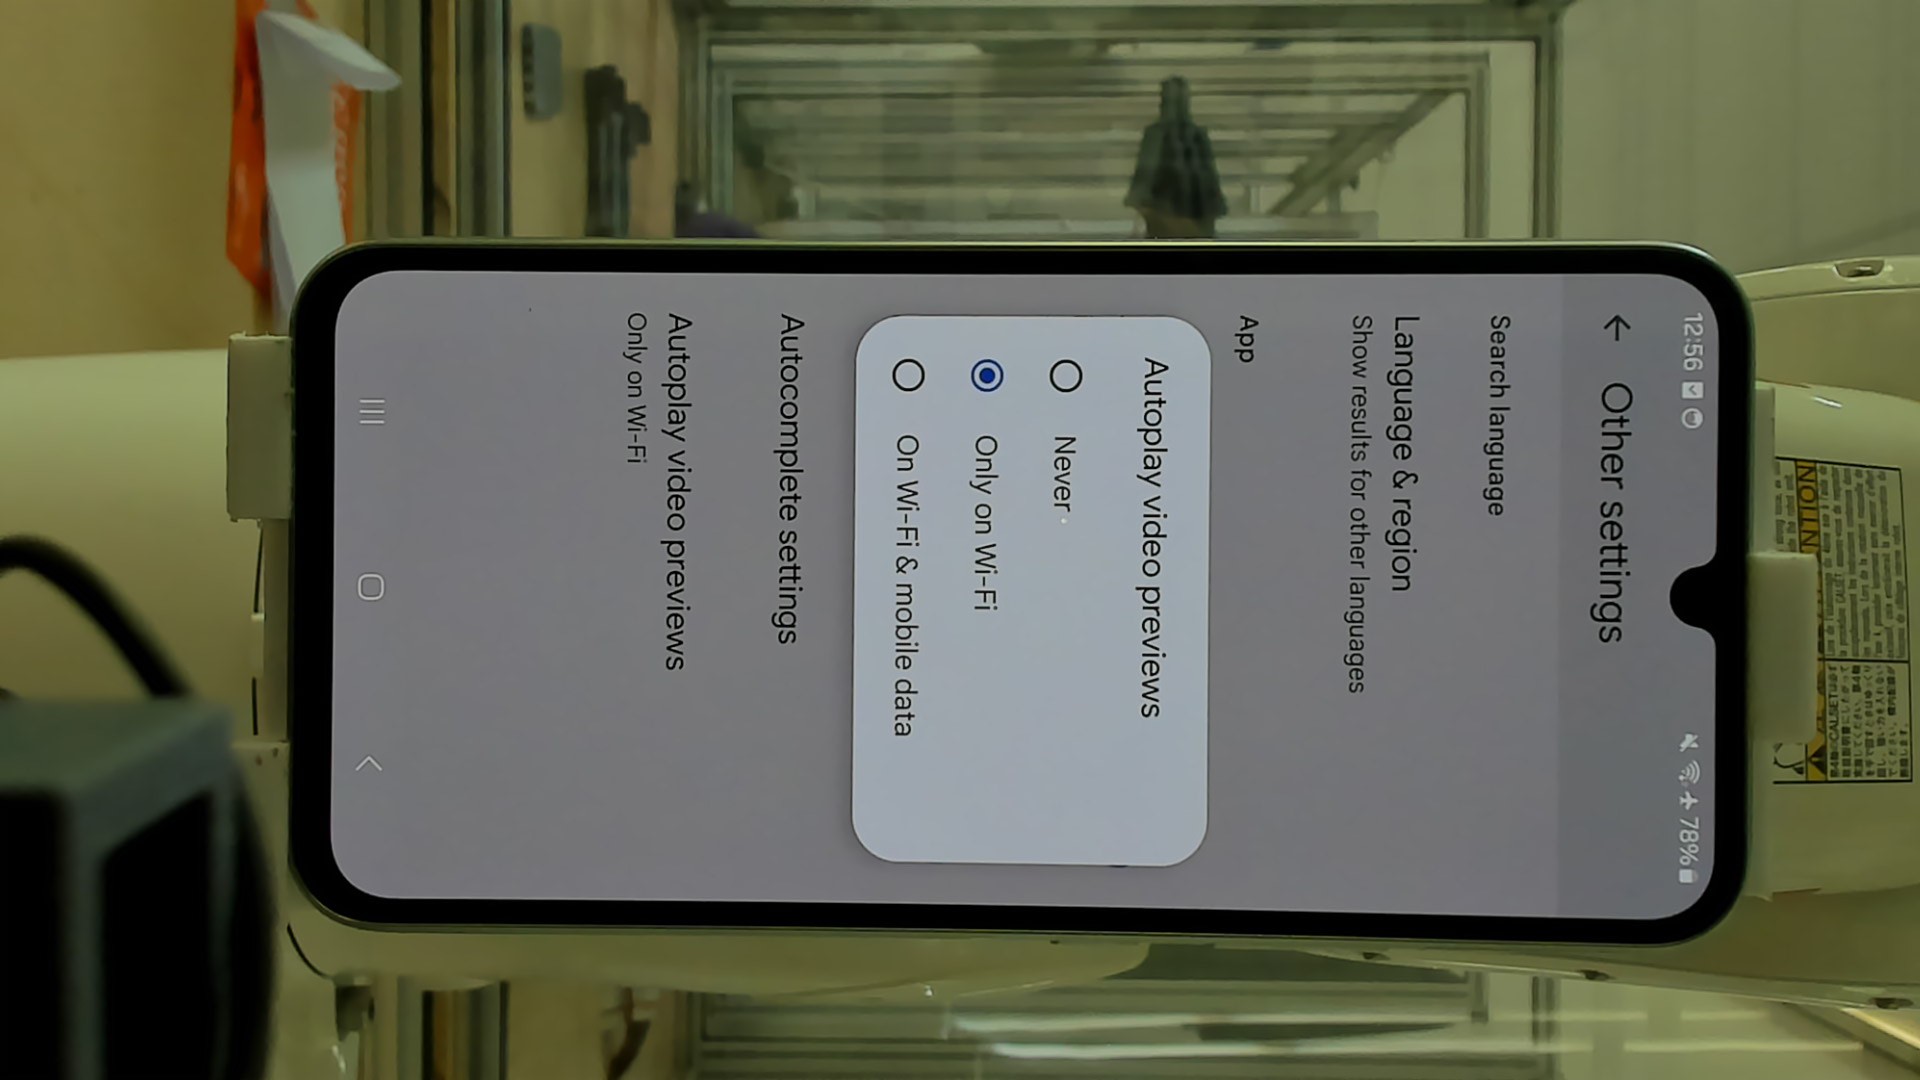 12:56
78%
Other settings
Search language
Language & region
Show results for other languages
App
Autoplay video previews
Never
Only on Wi-Fi
On Wi-Fi & mobile data
Autocomplete settings
Autoplay video previews
Only on Wi-Fi